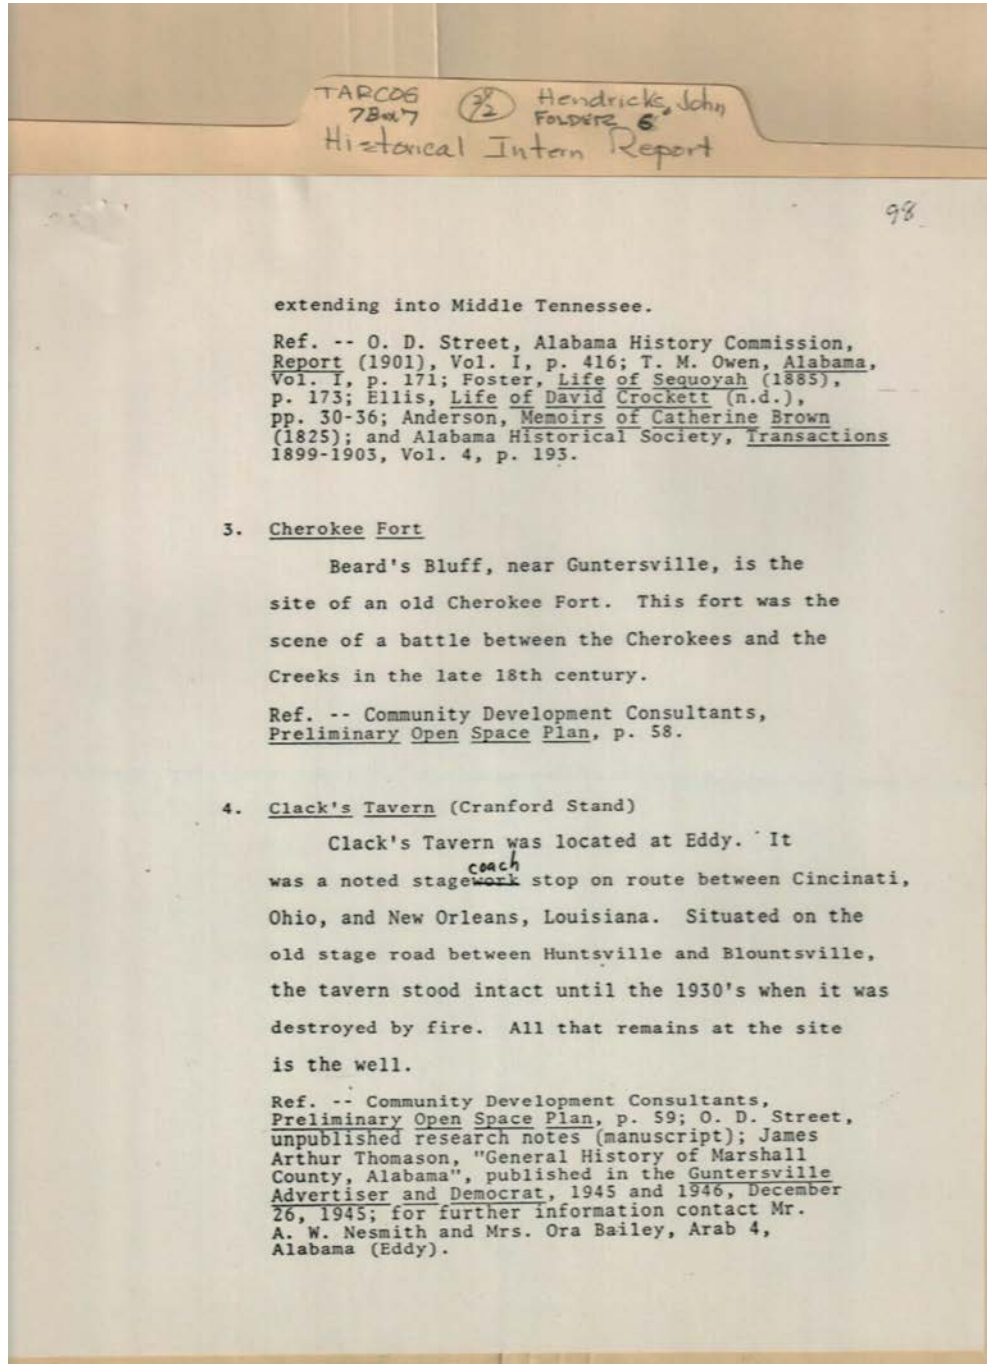 TARCOG
7Box7
Hendricks, John
FOLDER 6
Historical Intern Report
98
extending into Middle Tennessee.
Ref. -- O. D. Street, Alabama History Commission,
Report (1901), Vol. I, p. 416; T. M. Owen, Alabama,
Vol. I, p. 171; Foster, Life of Sequoyah (1885),
p. 173; Ellis, Life of David Crockett (n.d.),
pp. 30-36; Anderson, Memoirs of Catherine Brown
(1825); and Alabama Historical Society, Transactions
1899-1903, Vol. 4, p. 193.
3. Cherokee Fort
Beard's Bluff, near Guntersville, is the
site of an old Cherokee Fort. This fort was the
scene of a battle between the Cherokees and the
Creeks in the late 18th century.
Ref. -- Community Development Consultants,
Preliminary Open Space Plan, p. 58.
4. Clack's Tavern (Cranford Stand)
Clack's Tavern was located at Eddy. It
coach
was a noted stagework stop on route between Cincinati,
Ohio, and New Orleans, Louisiana. Situated on the
old stage road between Huntsville and Blountsville,
the tavern stood intact until the 1930's when it was
destroyed by fire. All that remains at the site
is the well.
Ref. -- Community Development Consultants,
Preliminary Open Space Plan, p. 59; O. D. Street,
unpublished research notes (manuscript); James
Arthur Thomason, "General History of Marshall
County, Alabama", published in the Guntersville
Advertiser and Democrat, 1945 and 1946, December
26, 1945; for further information contact Mr.
A. W. Nesmith and Mrs. Ora Bailey, Arab 4,
Alabama (Eddy).